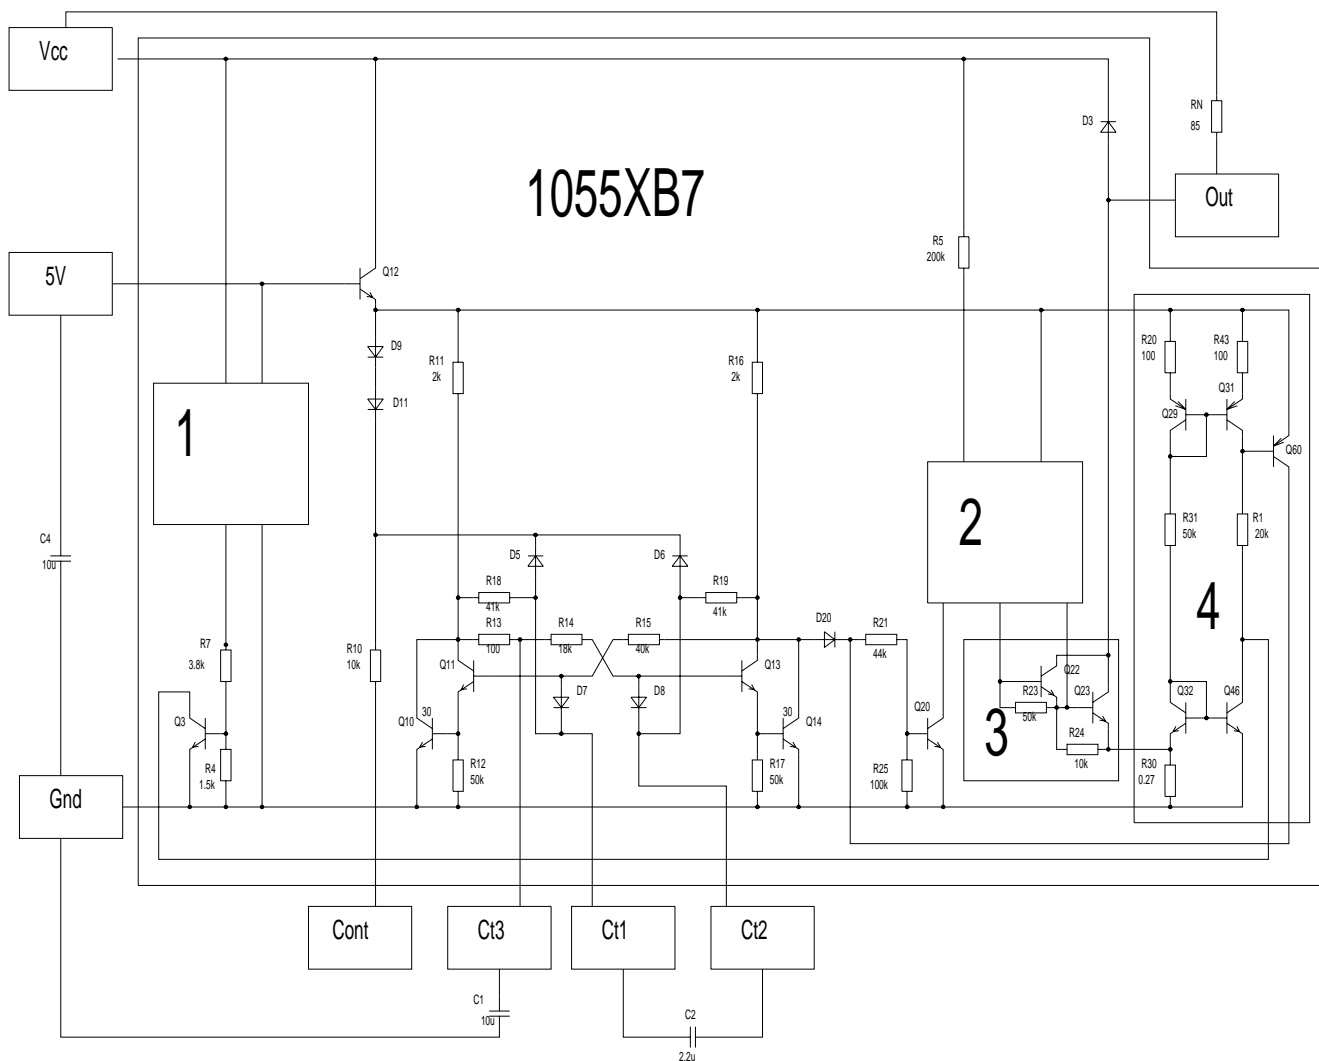 Vcc
RN
85
D3
1055XB7
Out
R5
200k
5V
Q12
D9
R11
2k
R16
2k
R20
100
R43
100
D11
Q31
Q29
1
Q60
2
R31
50k
R1
20k
C4
10u
D5
D6
R18
41k
R19
41k
4
D20
R13
100
R14
18k
R15
40k
R21
44k
R7
3.8k
R10
10k
Q11
Q13
Q22
D7
D8
R23
50k
Q23
Q32
Q46
Q3
Q10
30
30
Q14
Q20
3
R24
10k
R4
1.5k
R12
50k
R17
50k
R25
100k
R30
0.27
Gnd
Cont
Ct3
Ct1
Ct2
C1
10u
C2
2.2u